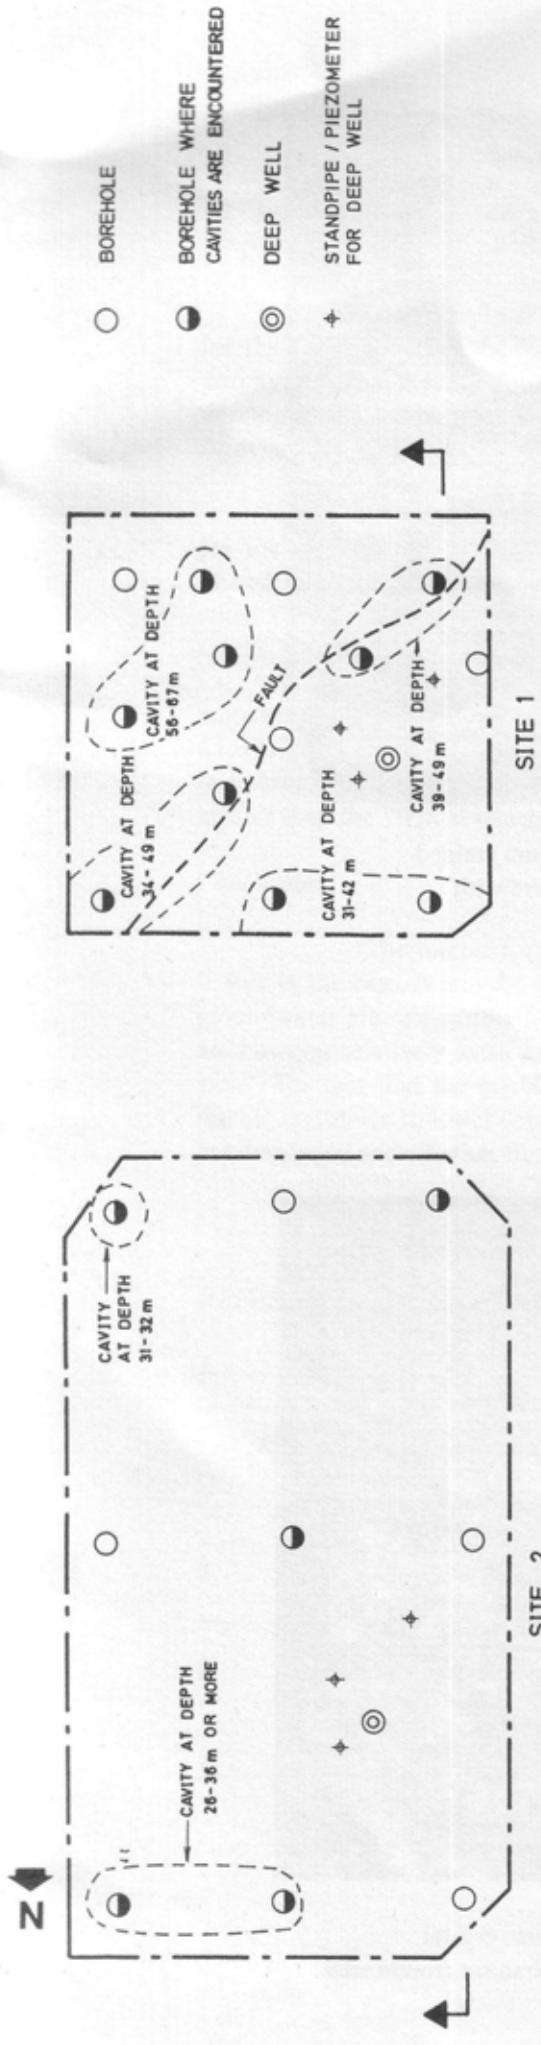 N
CAVITY AT DEPTH
26-36 m OR MORE
CAVITY
AT DEPTH
31-32 m
SITE 2
CAVITY AT DEPTH
34-49 m
CAVITY AT DEPTH
56-67 m
FAULT
CAVITY AT DEPTH
31-42 m
CAVITY AT DEPTH
39-49 m
SITE 1
BOREHOLE
BOREHOLE WHERE
CAVITIES ARE ENCOUNTERED
DEEP WELL
STANDPIPE / PIEZOMETER
FOR DEEP WELL